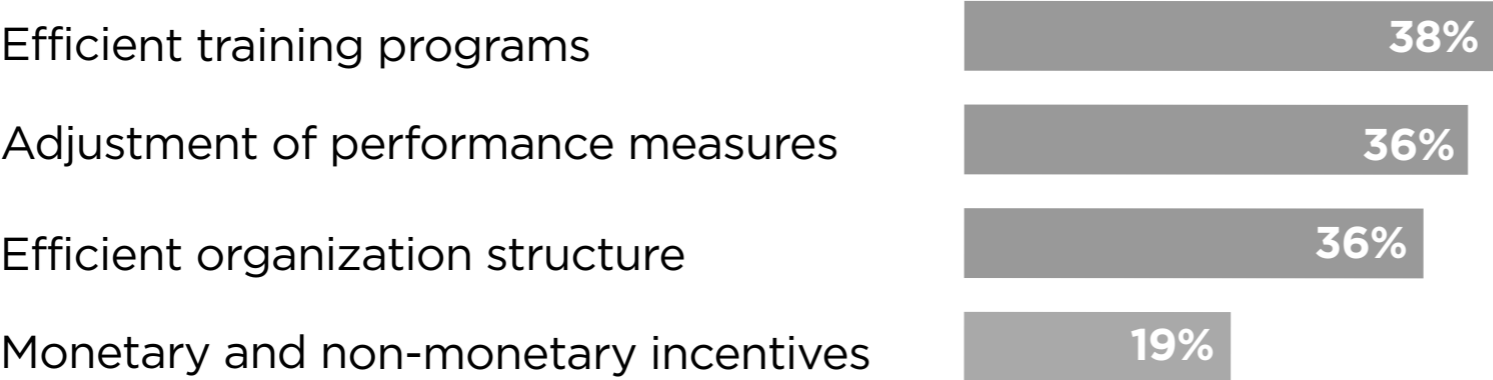 Efficient training programs 38%
Adjustment of performance measures 36%
Efficient organization structure 36%
Monetary and non-monetary incentives 19%